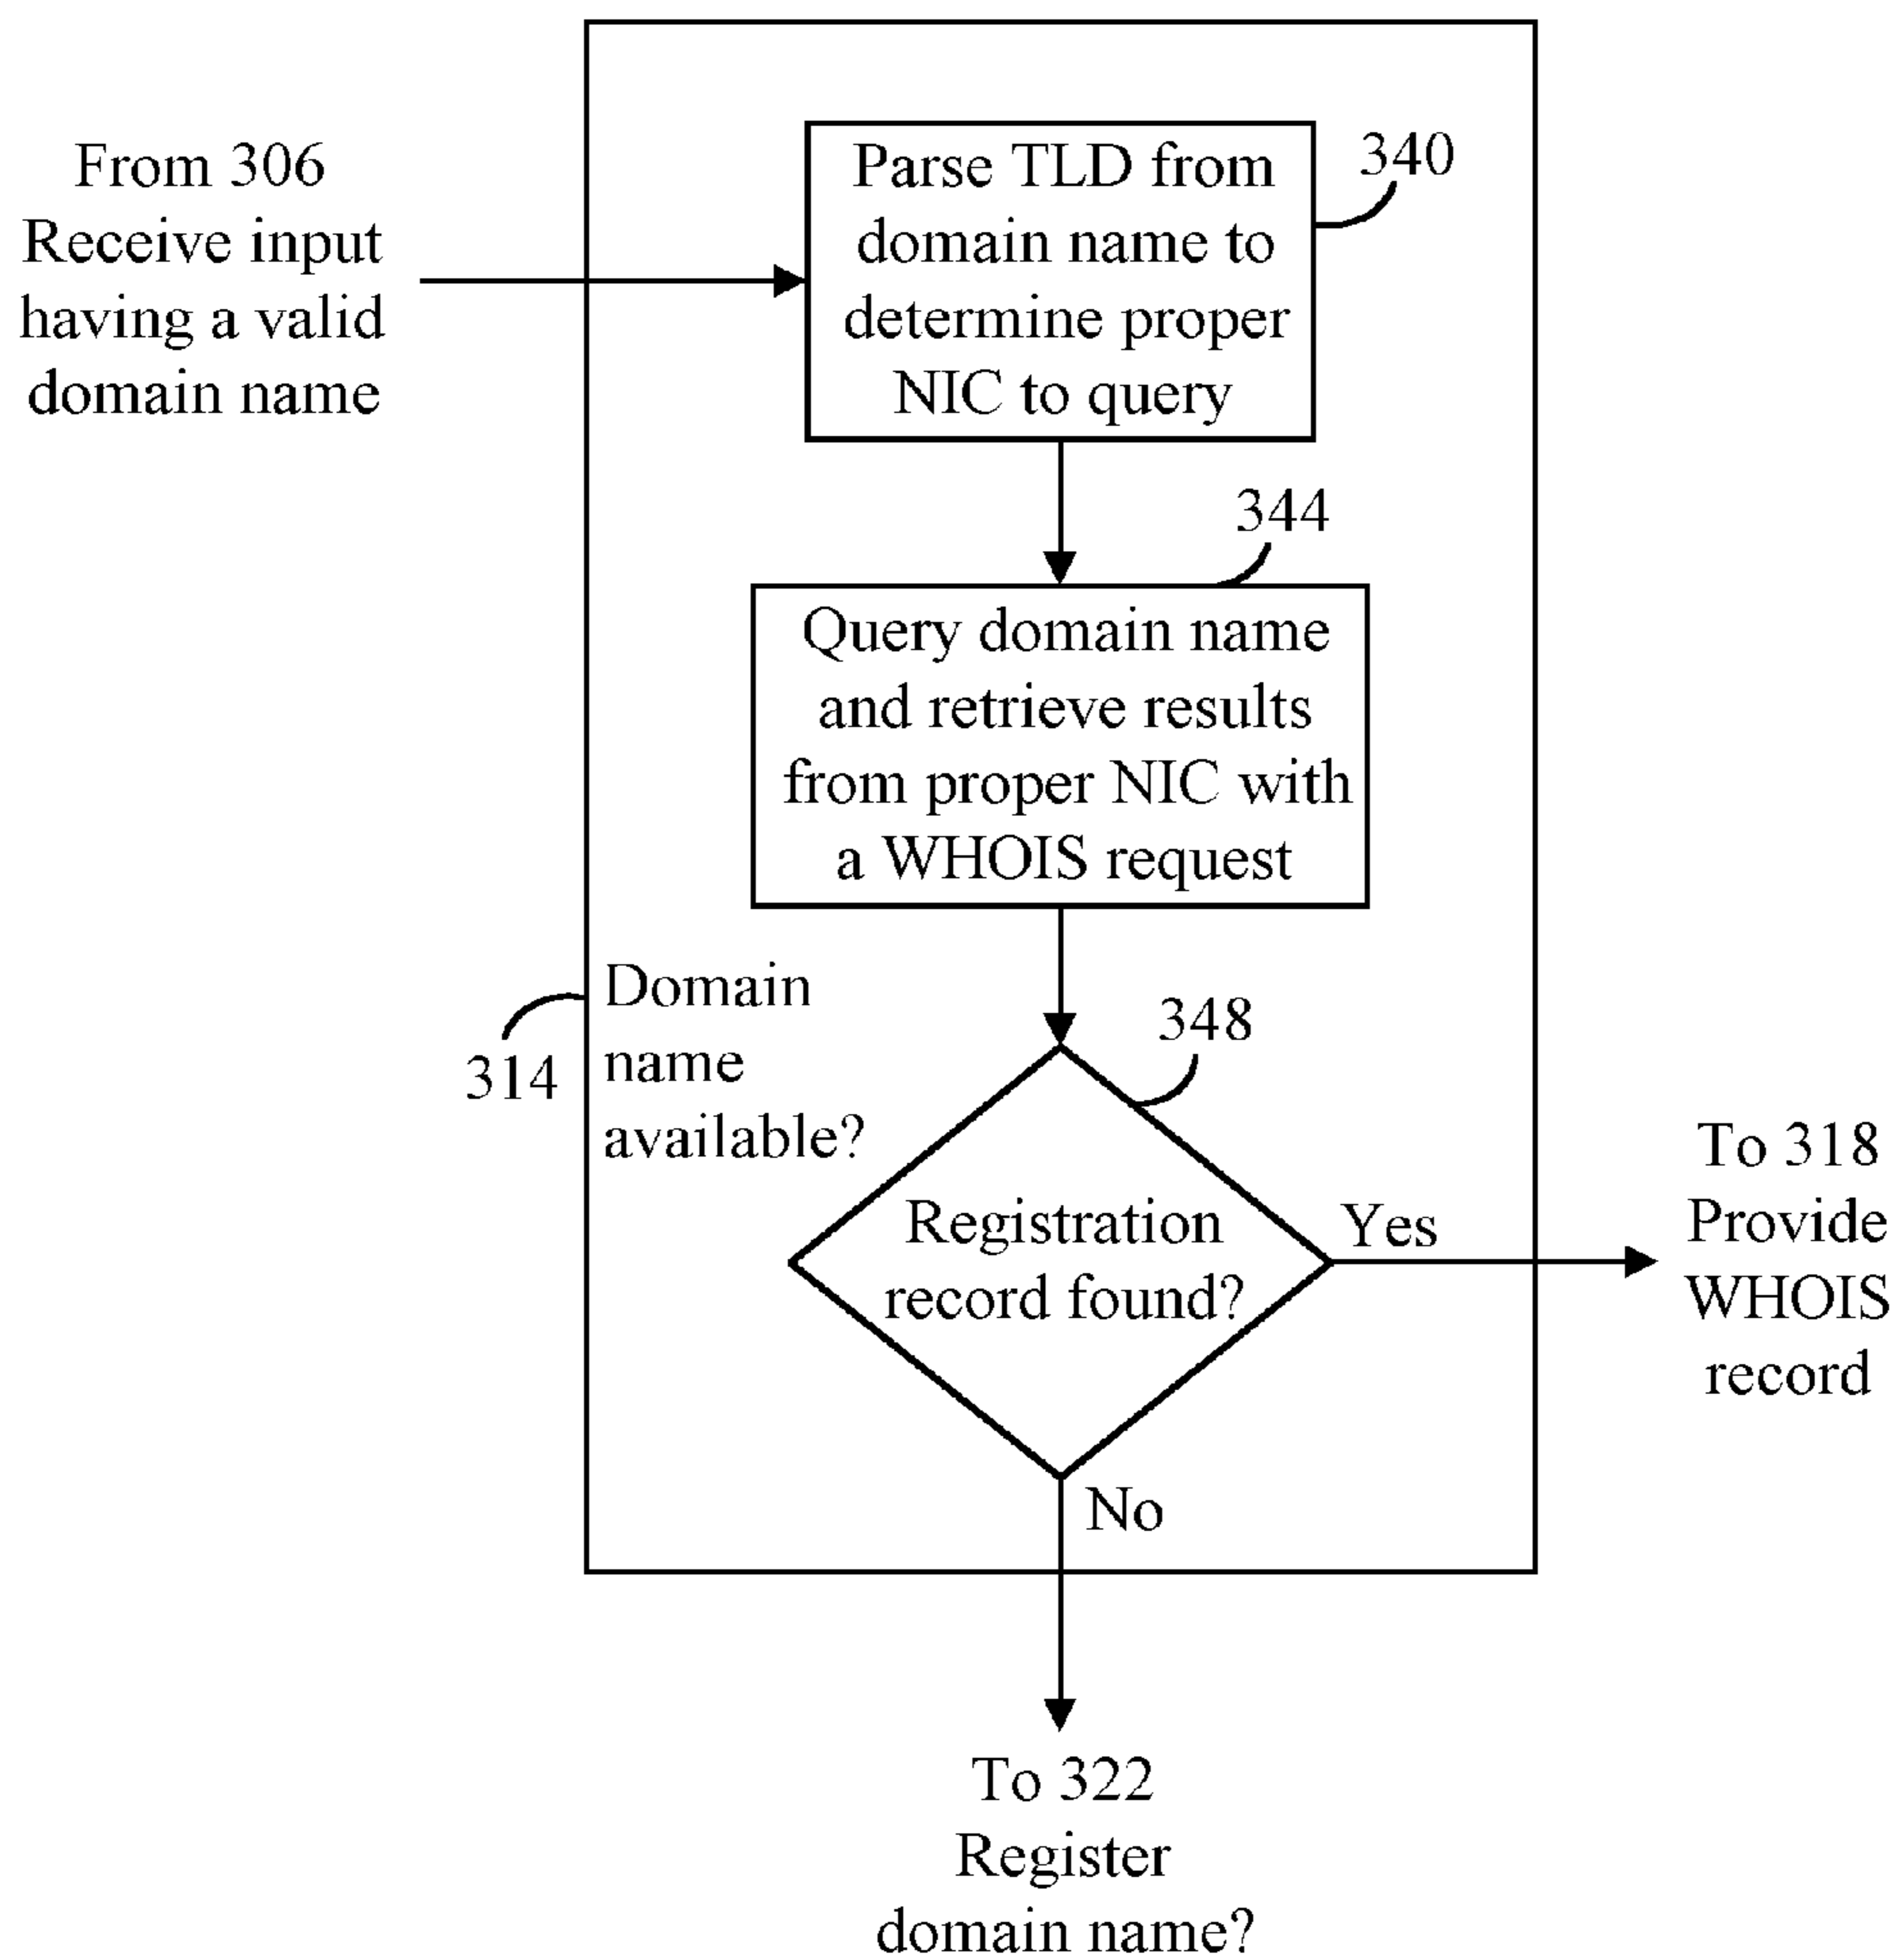 From 306
Receive input
having a valid
domain name
Parse TLD from
domain name to
determine proper
NIC to query
340
344
Query domain name
and retrieve results
from proper NIC with
a WHOIS request
314
Domain
name
available?
348
Registration
record found?
Yes
To 318
Provide
WHOIS
record
No
To 322
Register
domain name?